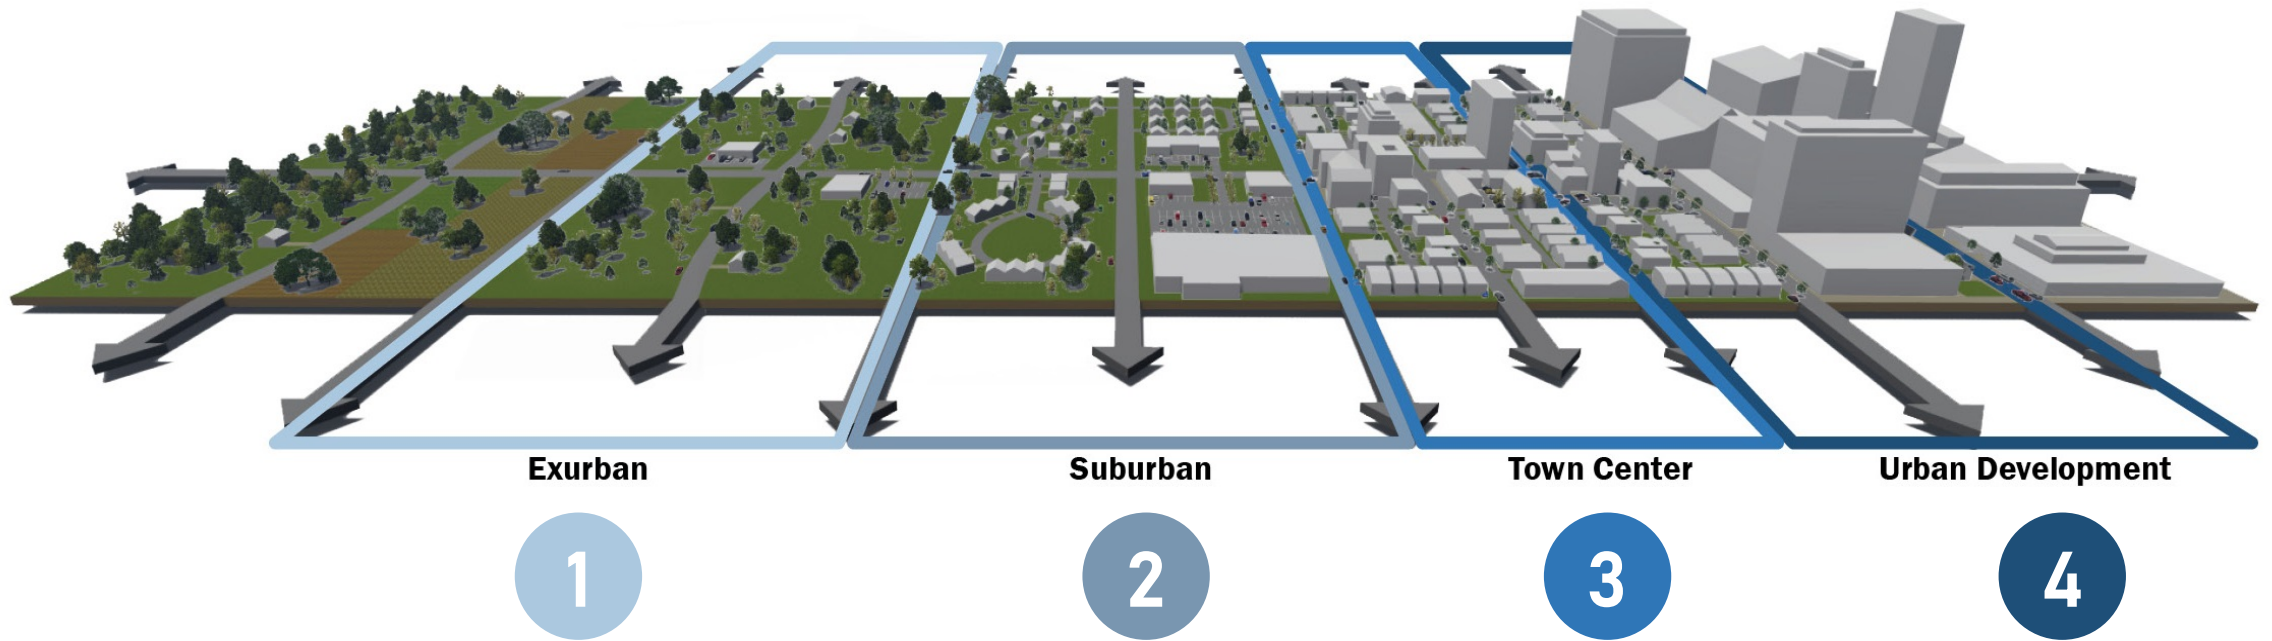 Exurban
Suburban
Town Center
Urban Development
1
2
3
4